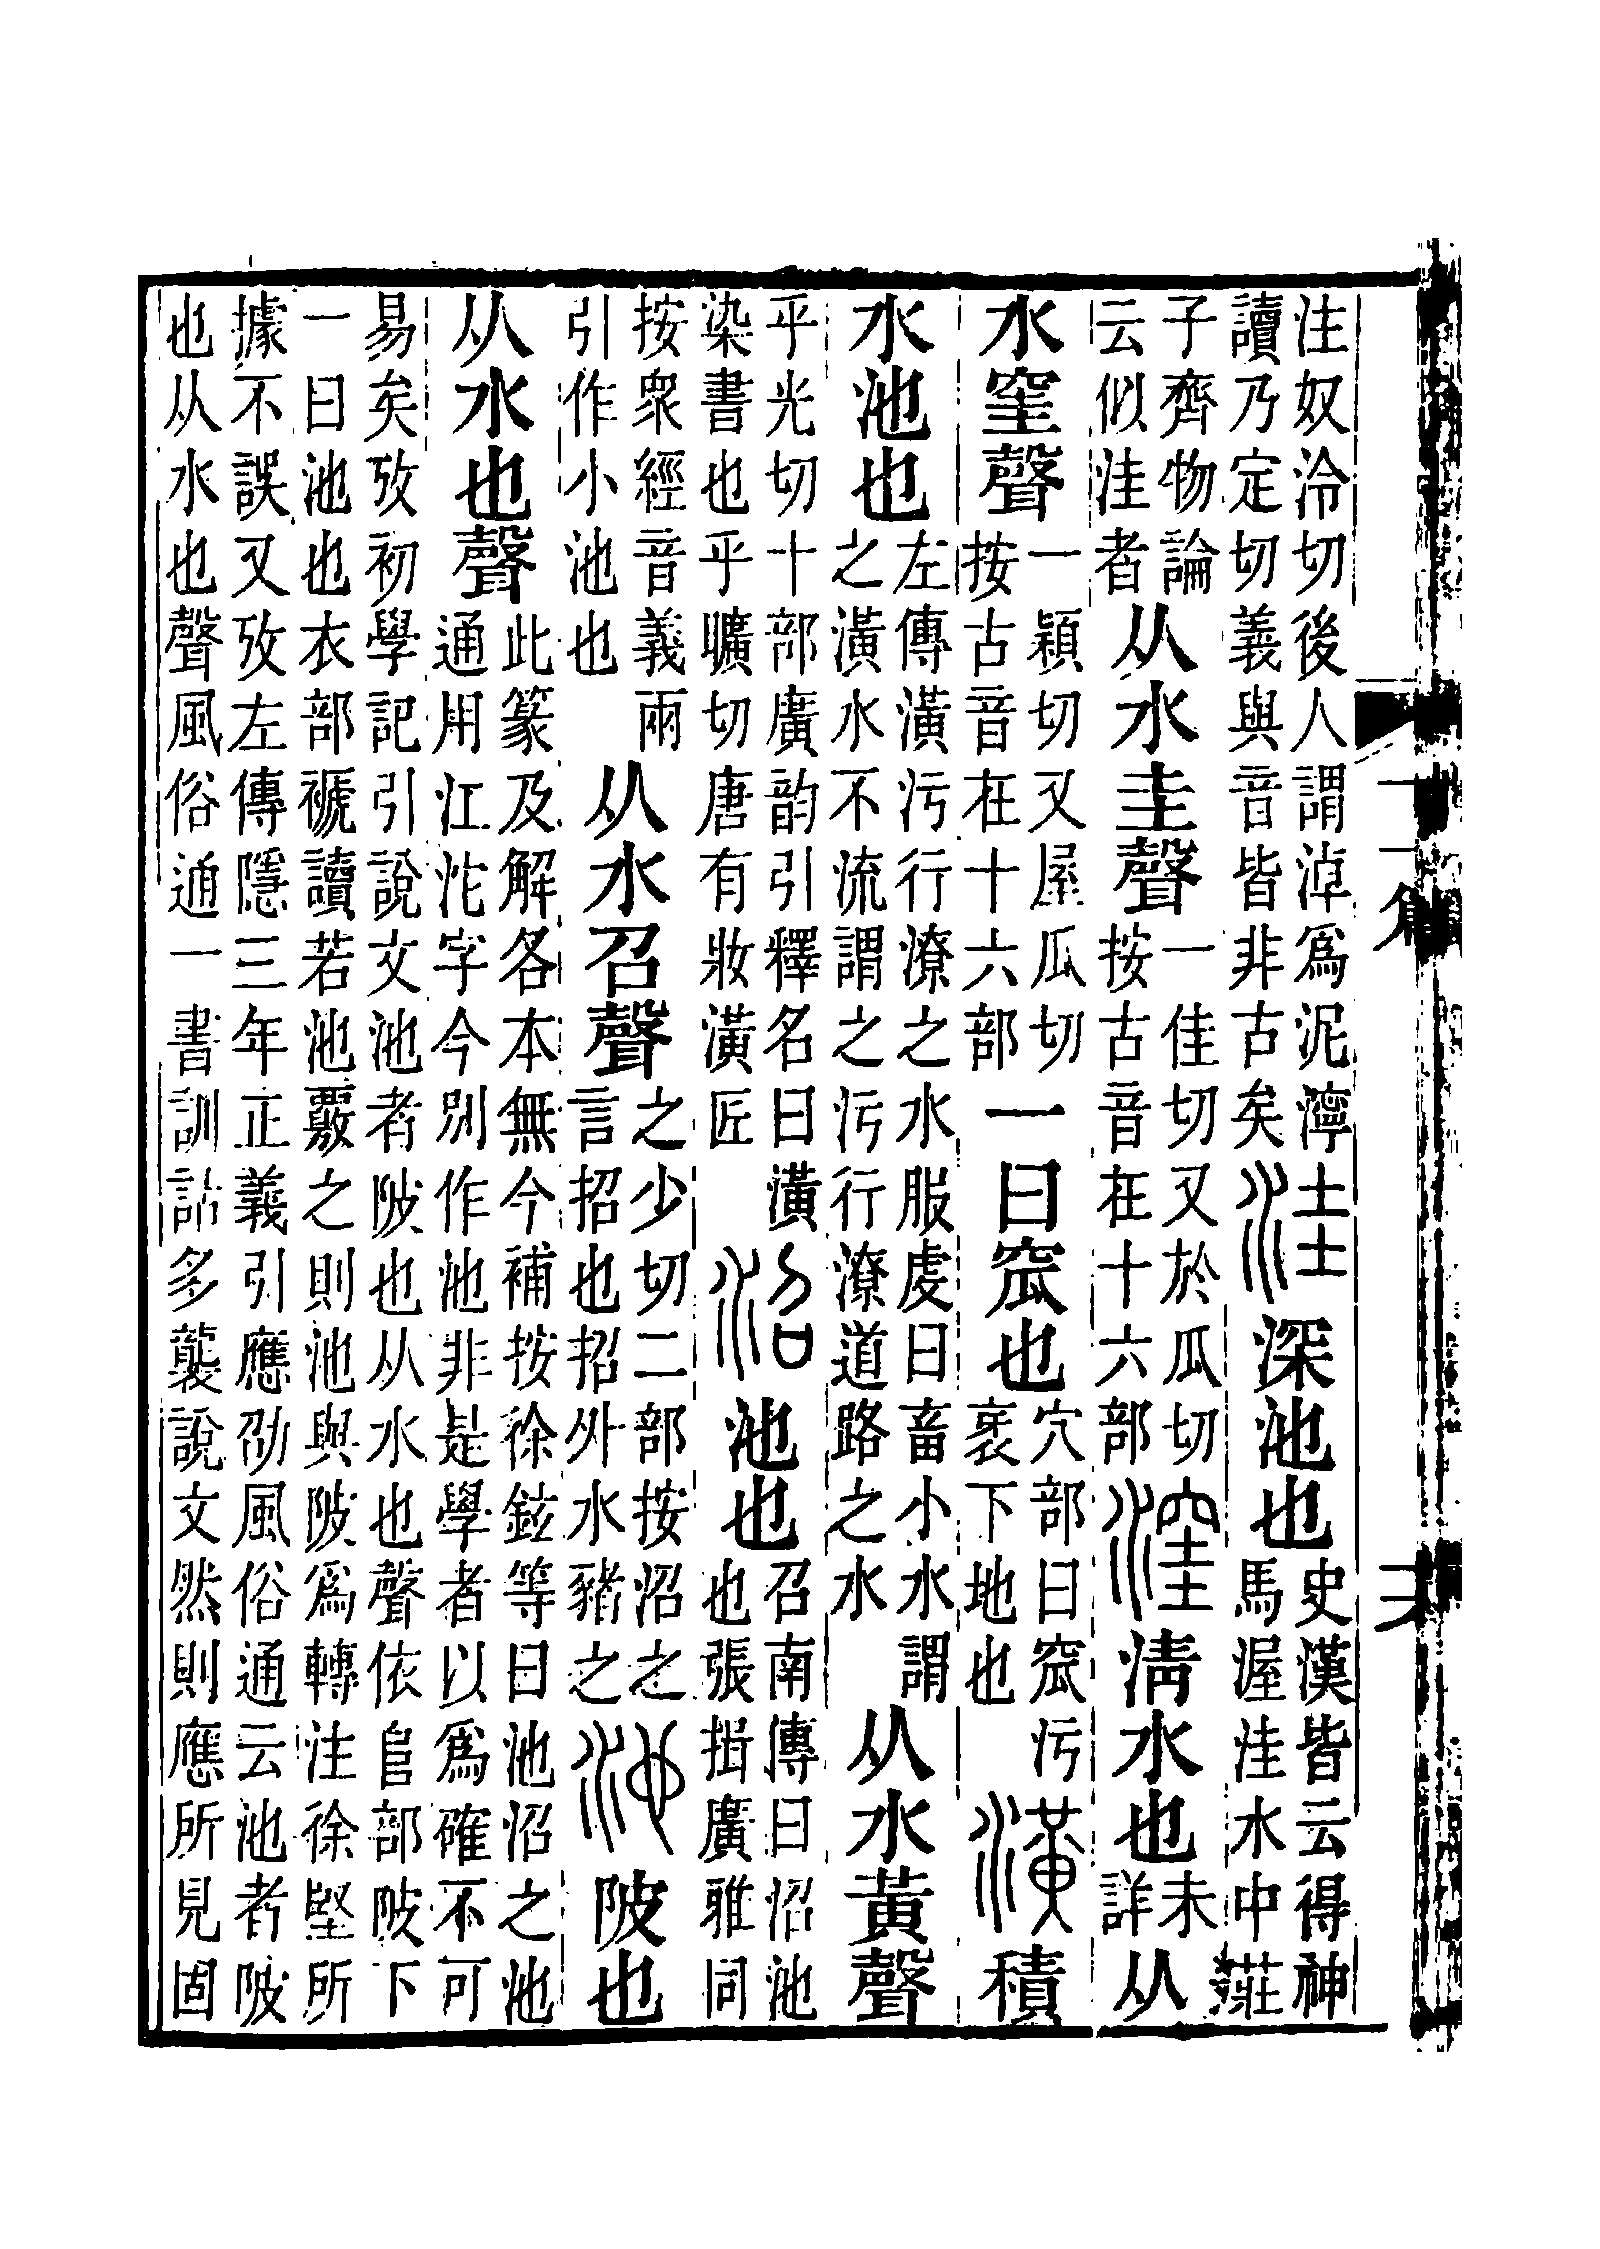 注奴泠切後人謂淖爲泥濘讀乃定切義與音皆非古矣洼深池也史漢皆云得神馬渥洼水中莊
子齊物論云似洼者从水圭聲一佳切又於瓜切按古音在十六部漥清水也未詳从
水窐聲一穎切又屋瓜切按古音在十六部一曰窊也穴部曰窊污衺下地也潢積
水池也左傳潢污行潦之水服虔曰畜小水謂之潢水不流謂之污行潦道路之水从水黃聲
乎光切十部廣韵引釋名曰潢染書也乎曠切唐有妝潢匠沼池也召南傳曰沼池也張揖廣雅同
按衆經音義兩引作小池也从水召聲之少切二部按沼之言招也招外水豬之池陂也
从水也聲此篆及解各本無今補按徐鉉等曰池沼之池通用江沱字今別作池非是學者以爲確不可
易矣攷初學記引說文池者陂也从水也聲依𨸏部陂下一曰池也衣部褫讀若池覈之則池與陂爲轉注徐堅所
據不誤又攷左傳隱三年正義引應劭風俗通云池者陂也从水也聲風俗通一書訓詁多襲說文然則應所見固